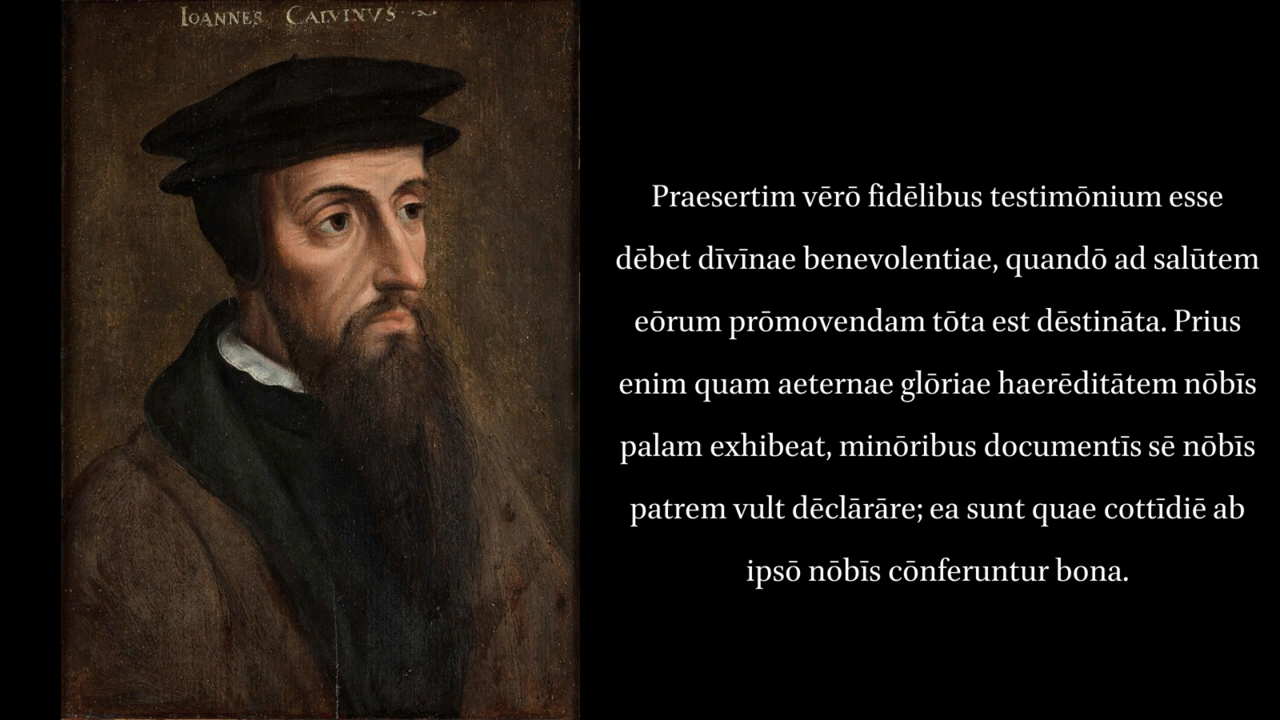 IOANNES CALVINVS
Praesertim vērō fidēlibus testimōnium esse
dēbet dīvīnae benevolentiae, quandō ad salūtem
eōrum prōmovendam tōta est dēstināta. Prius
enim quam aeternae glōriae haerēditātem nōbīs
palam exhibeat, minōribus documentīs sē nōbīs
patrem vult dēclārāre; ea sunt quae cottīdiē ab
ipsō nōbīs cōnferuntur bona.